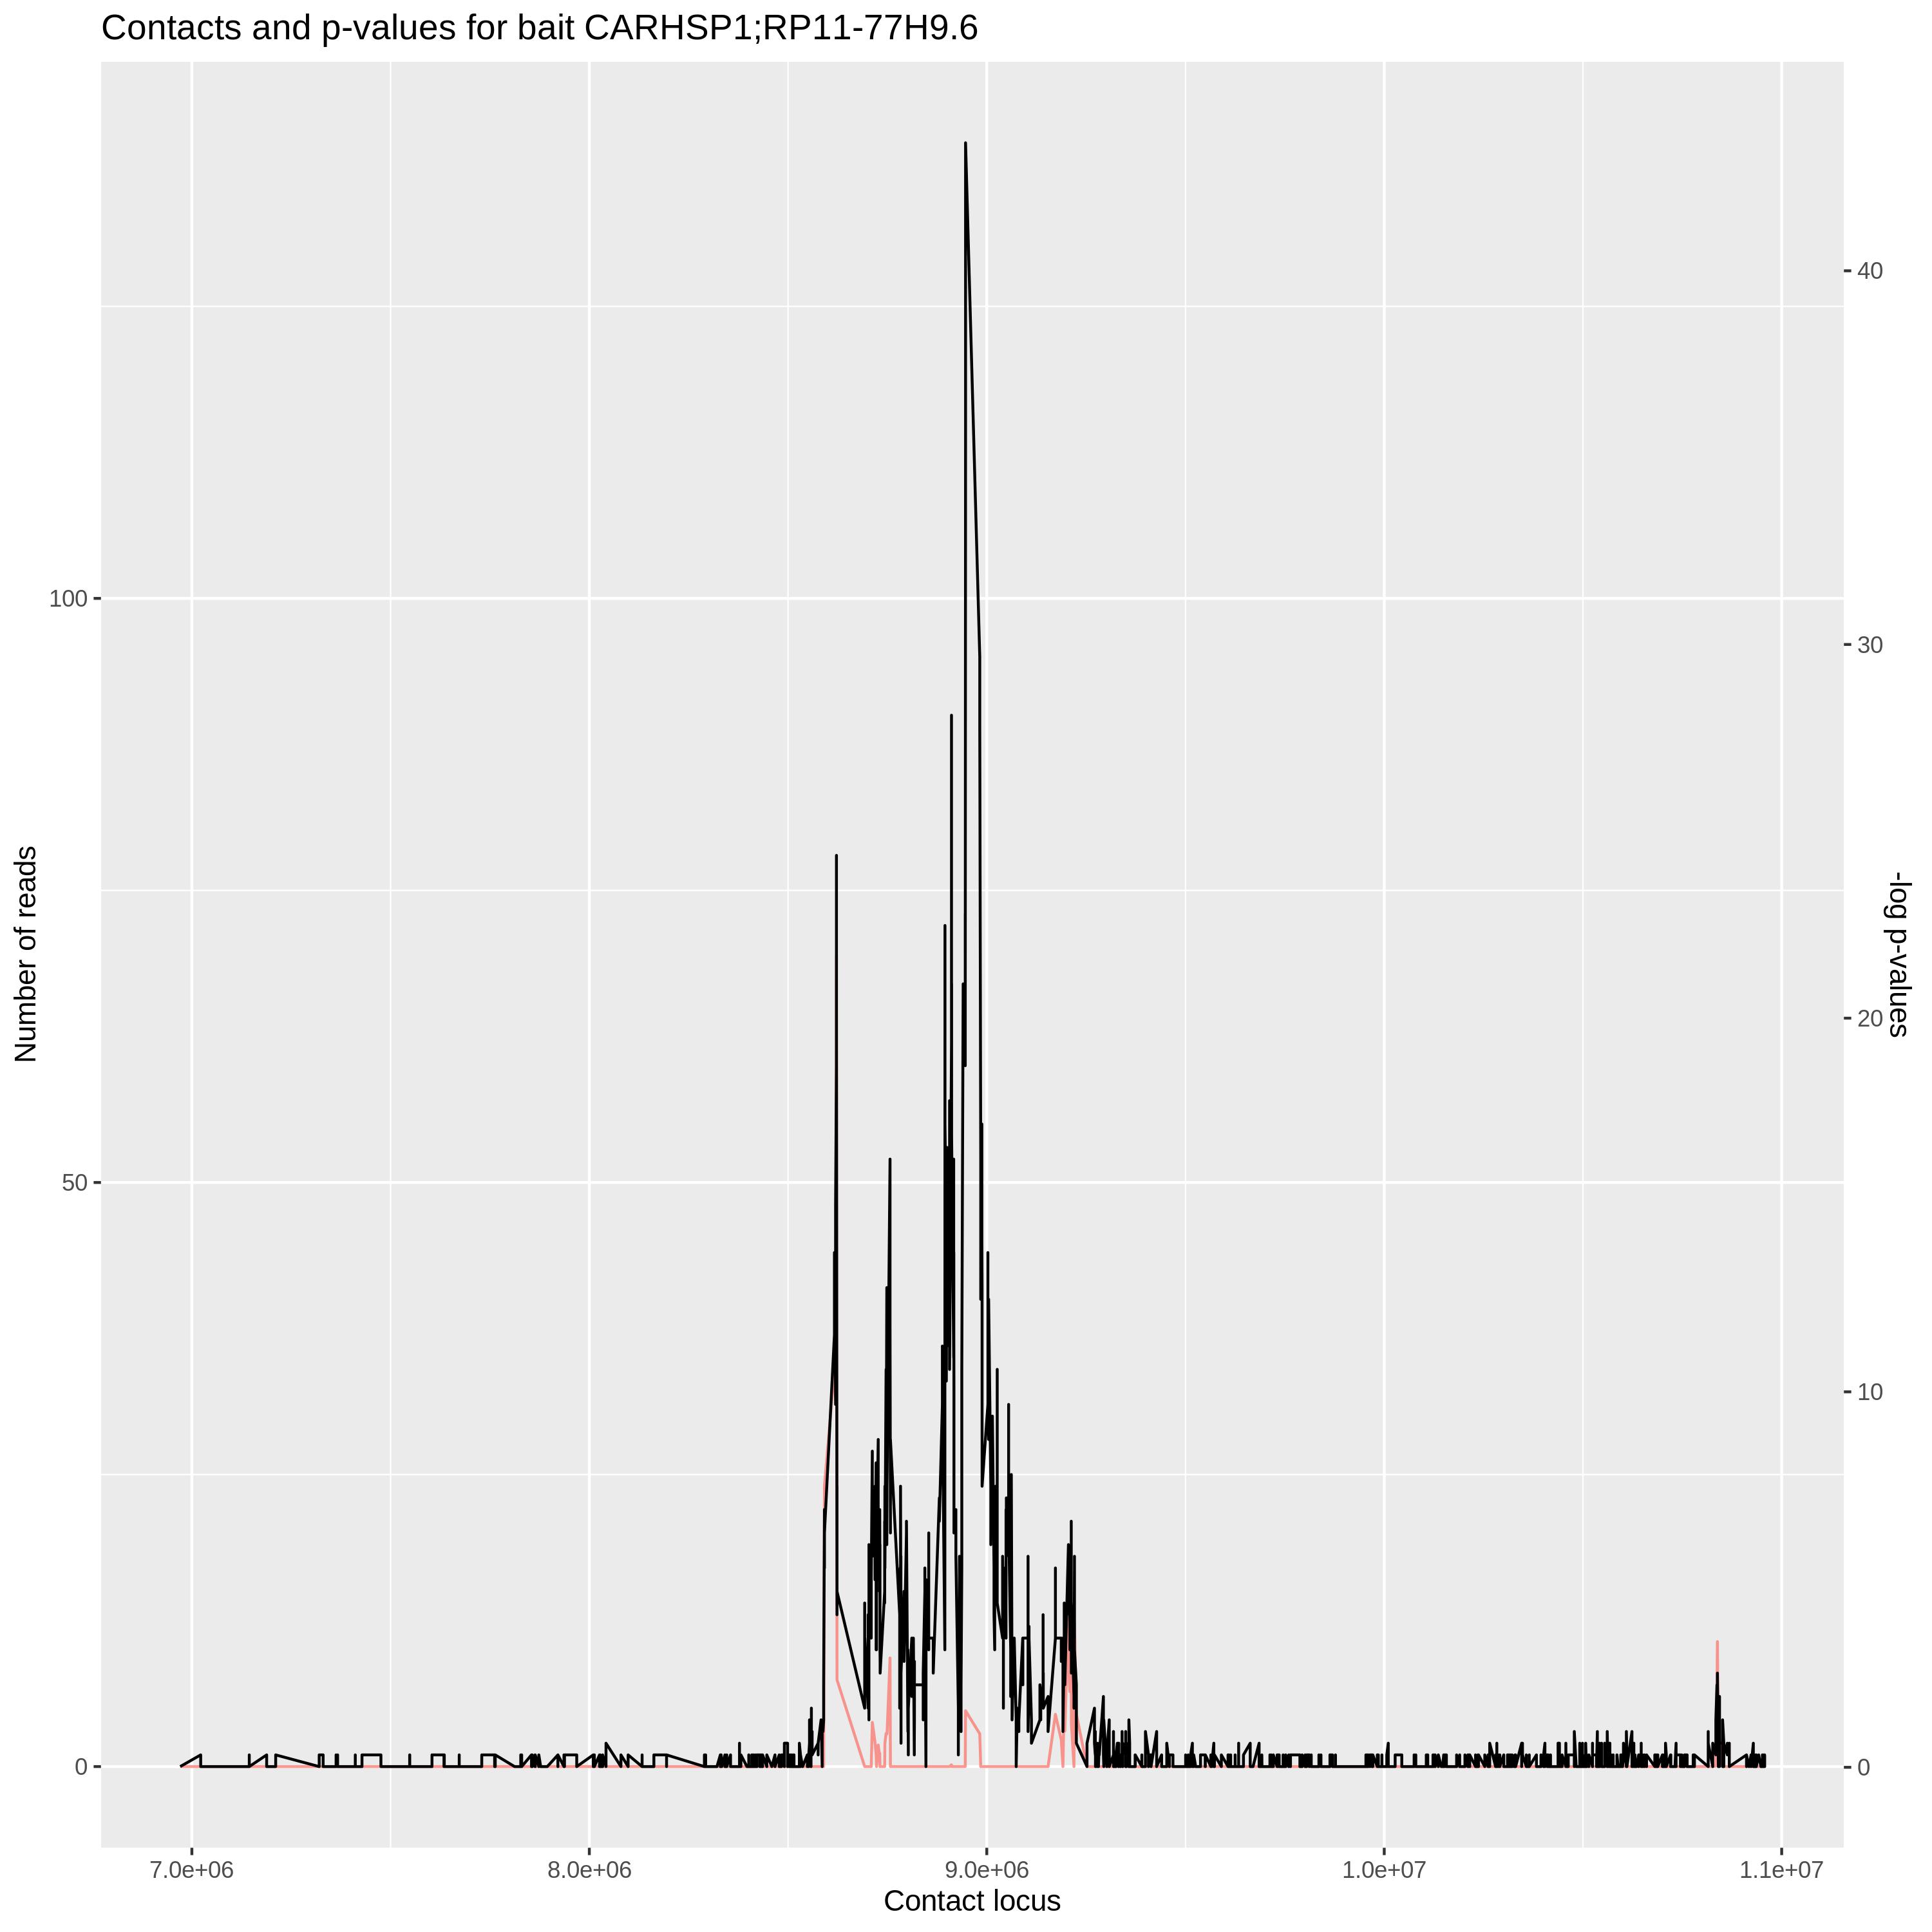 Contacts and p-values for bait CARHSP1;RP11-77H9.6
Number of reads
100
50
0
40
30
20
10
0
-log p-values
7.0e+06
8.0e+06
9.0e+06
1.0e+07
1.1e+07
Contact locus